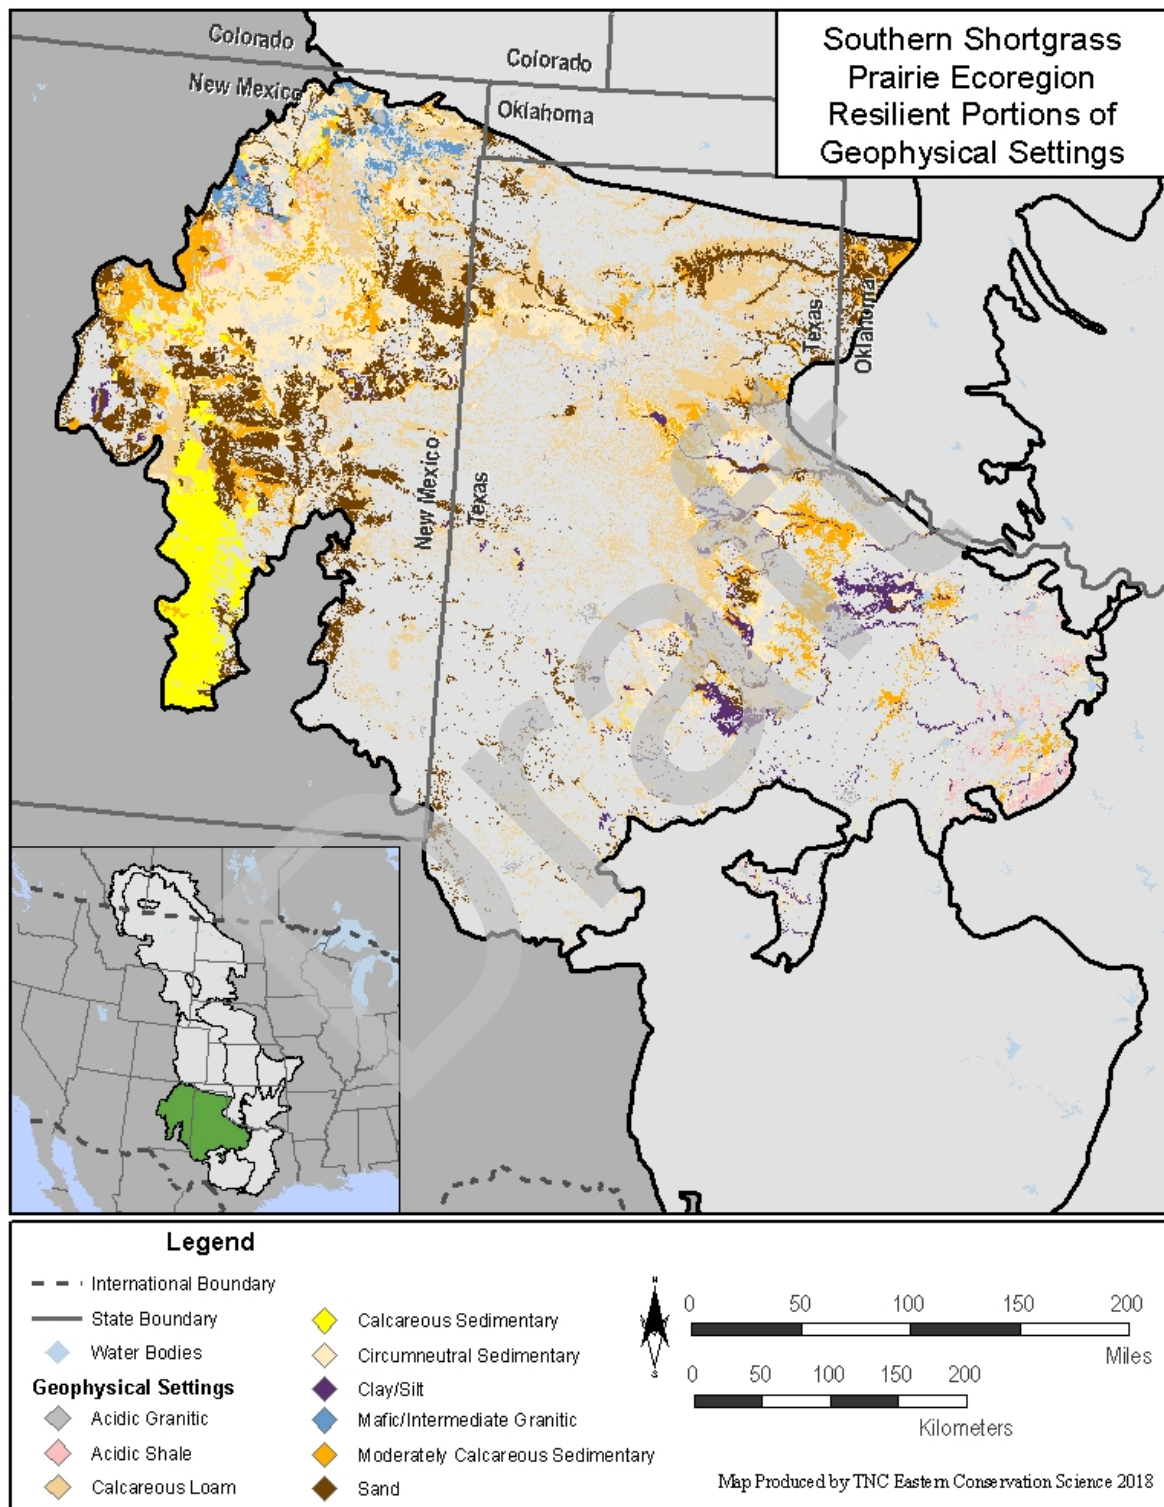 Southern Shortgrass
Prairie Ecoregion
Resilient Portions of
Geophysical Settings
Colorado
Colorado
New Mexico
Oklahoma
Texas
Oklahoma
New Mexico
Texas
Draft
Legend
International Boundary
State Boundary
Water Bodies
Geophysical Settings
Acidic Granitic
Acidic Shale
Calcareous Loam
Calcareous Sedimentary
Circumneutral Sedimentary
Clay/Silt
Mafic/Intermediate Granitic
Moderately Calcareous Sedimentary
Sand
N
S
0 50 100 150 200
Miles
0 50 100 150 200
Kilometers
Map Produced by TNC Eastern Conservation Science 2018